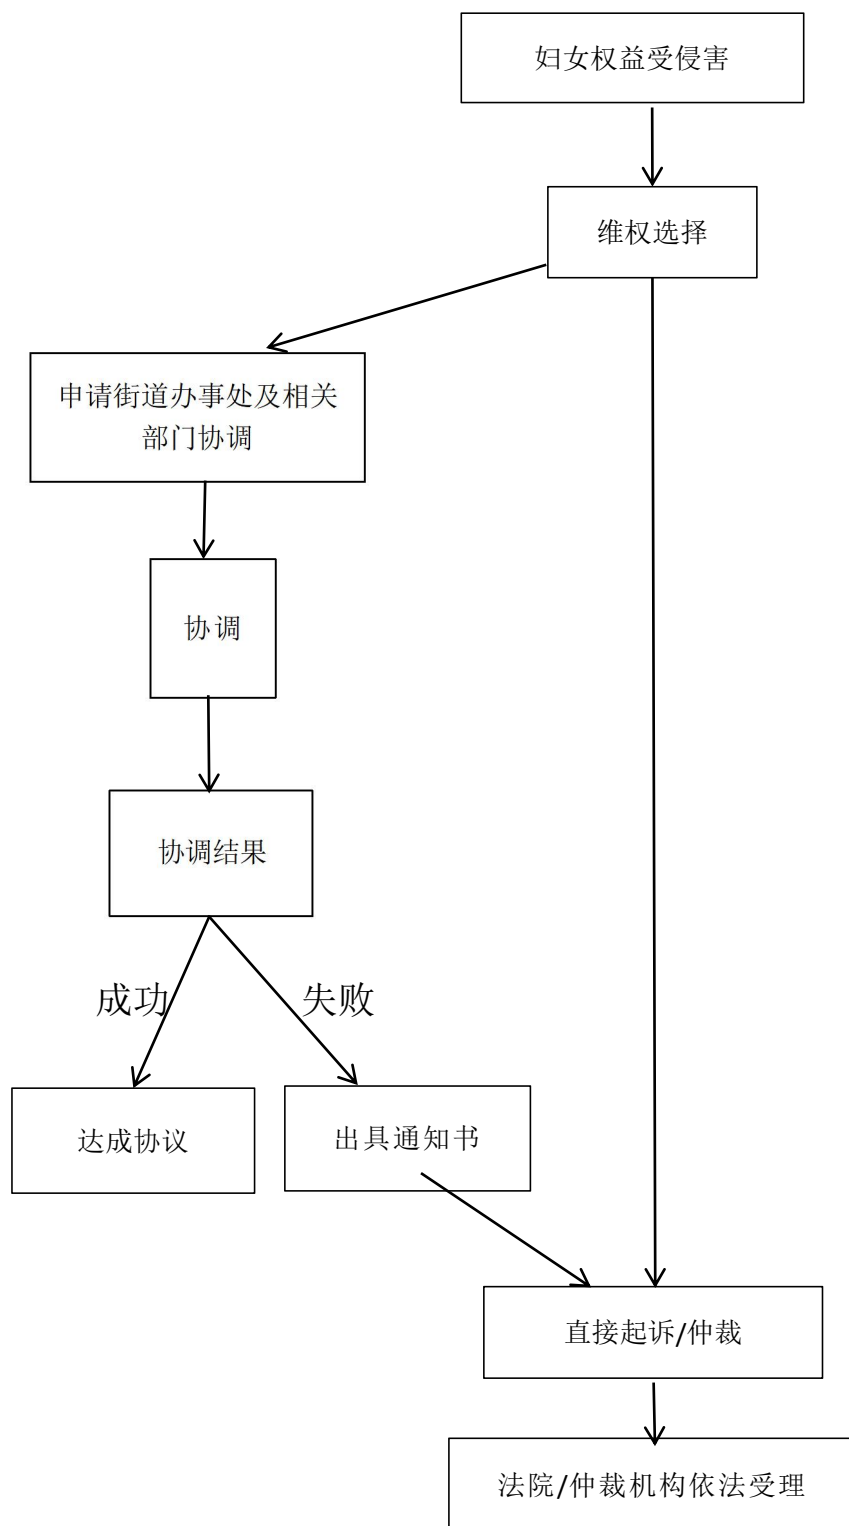 妇女权益受侵害
维权选择
申请街道办事处及相关
部门协调
协调
协调结果
成功
失败
达成协议
出具通知书
直接起诉/仲裁
法院/仲裁机构依法受理